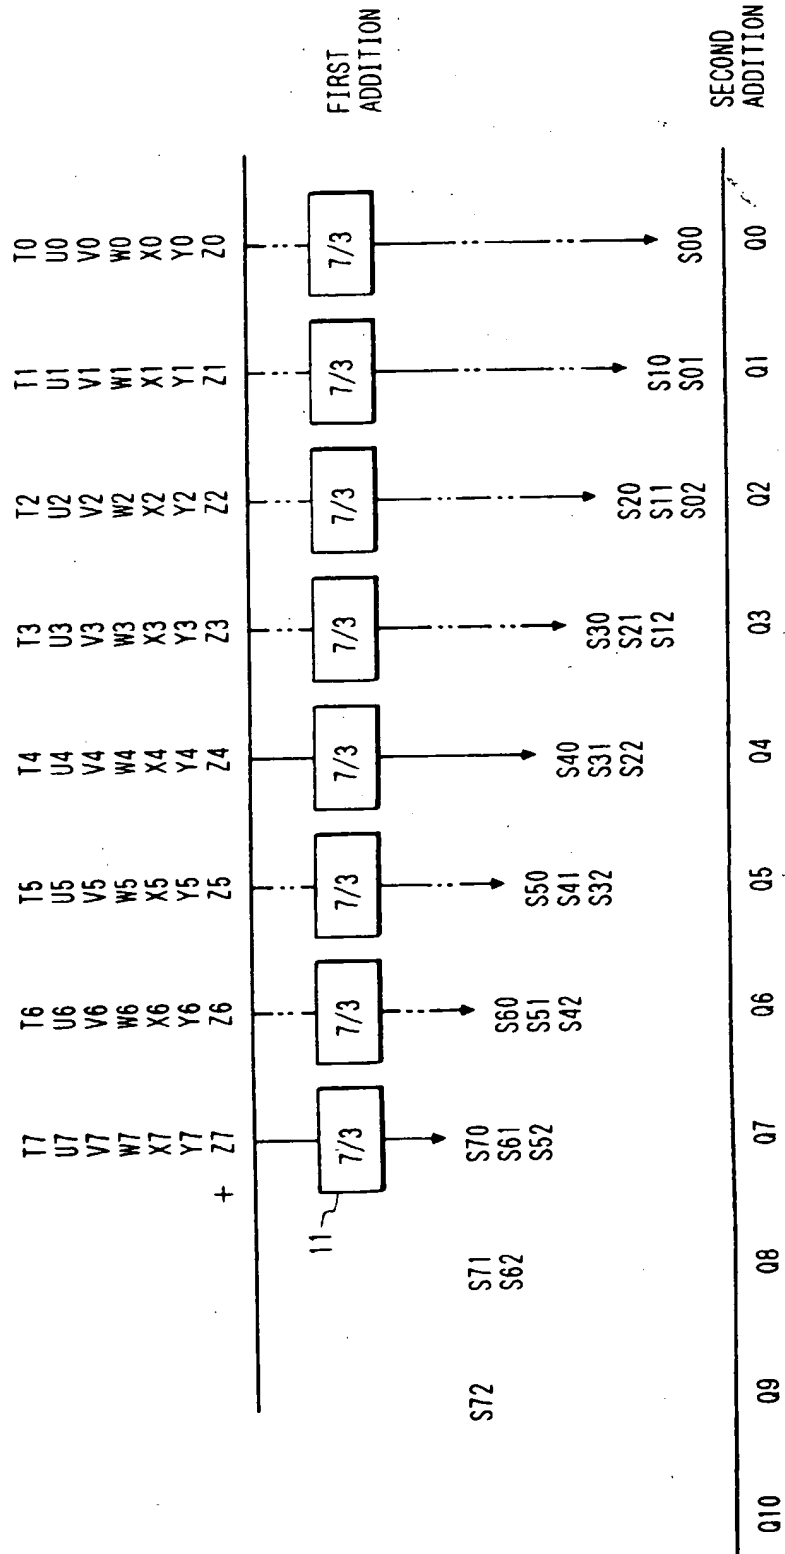 T7 T6 T5 T4 T3 T2 T1 T0
U7 U6 U5 U4 U3 U2 U1 U0
V7 V6 V5 V4 V3 V2 V1 V0
W7 W6 W5 W4 W3 W2 W1 W0
X7 X6 X5 X4 X3 X2 X1 X0
Y7 Y6 Y5 Y4 Y3 Y2 Y1 Y0
+ Z7 Z6 Z5 Z4 Z3 Z2 Z1 Z0
11 7/3 7/3 7/3 7/3 7/3 7/3 7/3 7/3
FIRST
ADDITION
S72 S71 S70 S60 S50 S40 S30 S20 S10 S00
S62 S61 S51 S41 S31 S21 S11 S01
S52 S42 S32 S22 S12 S02
SECOND
ADDITION
Q10 Q9 Q8 Q7 Q6 Q5 Q4 Q3 Q2 Q1 Q0